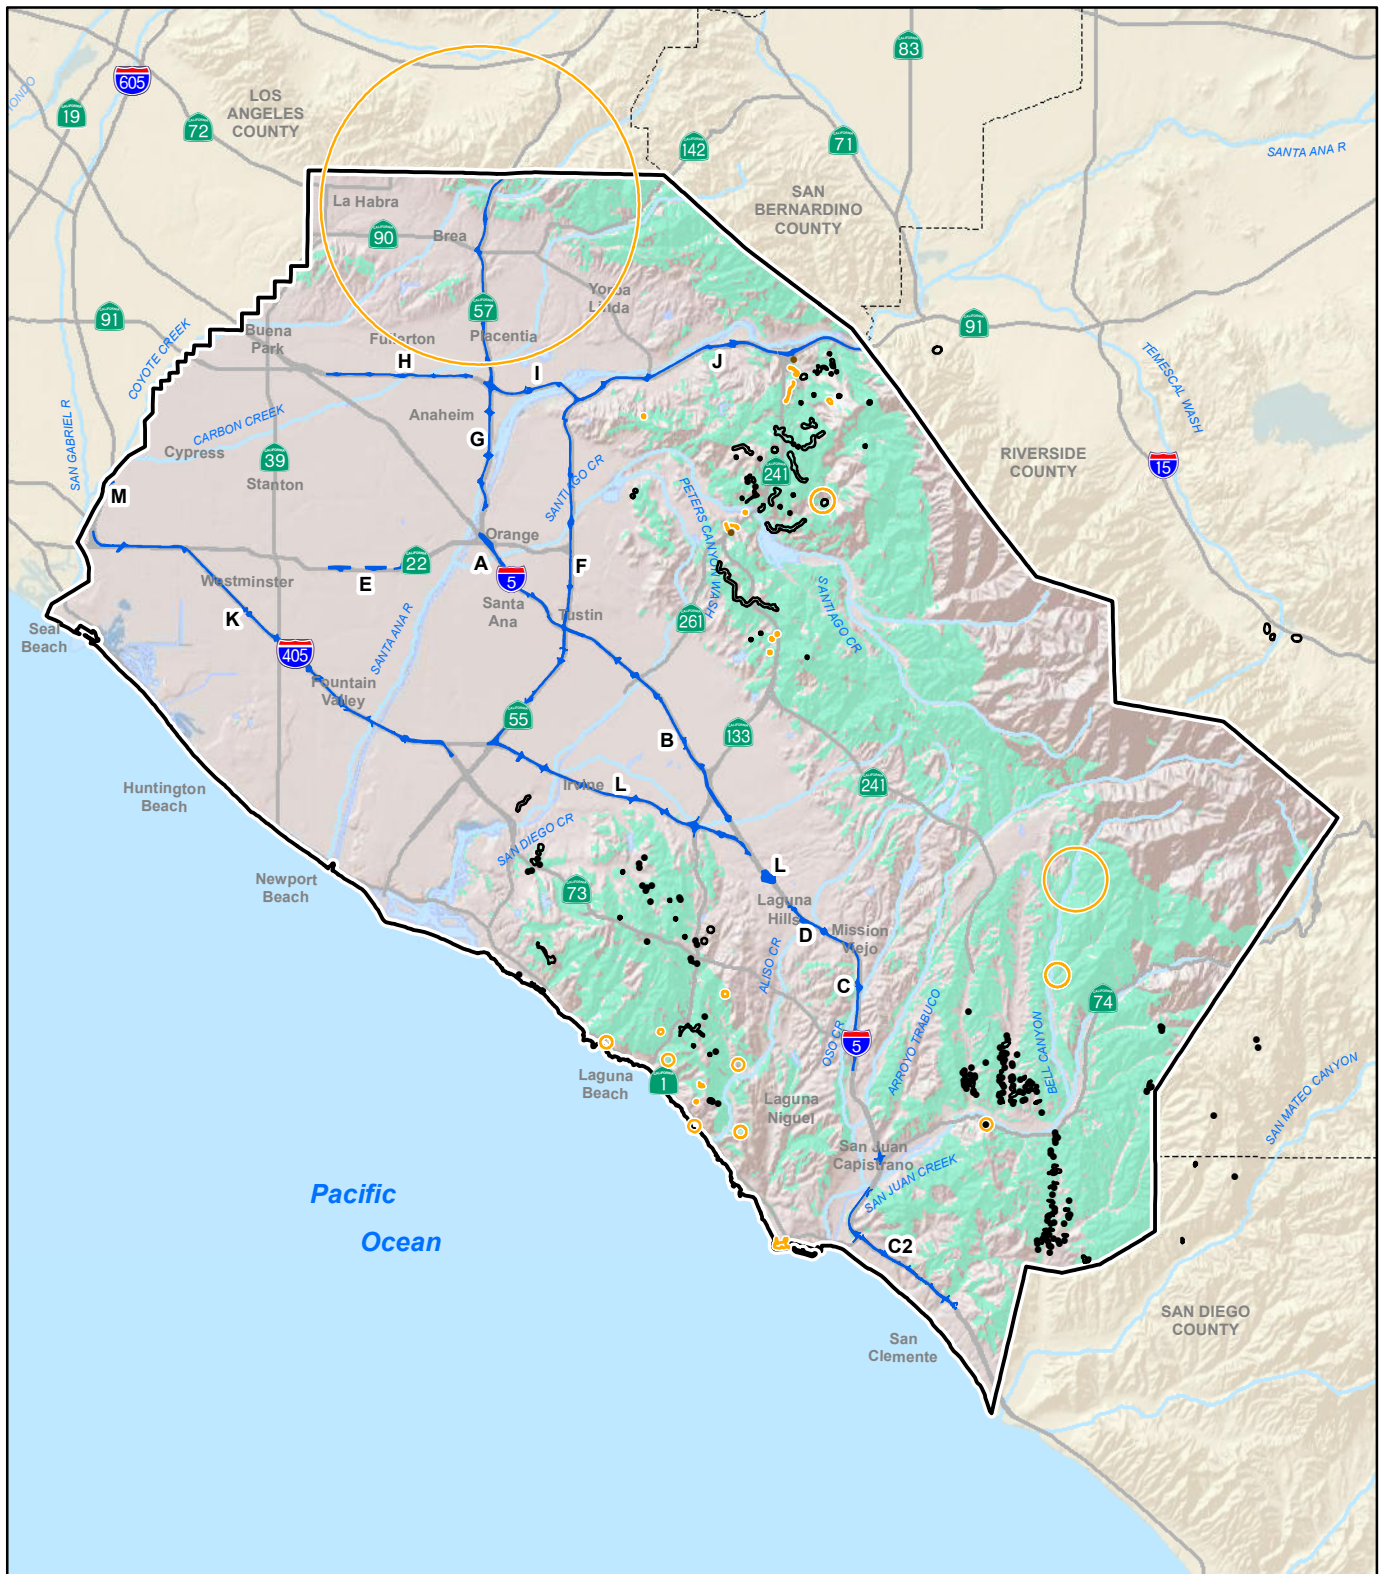 CALIFORNIA
83
605
RIO HONDO
19
LOS
ANGELES
COUNTY
72
CALIFORNIA
142
71
SANTA ANA R
SAN
BERNARDINO
COUNTY
La Habra
90
Brea
57
Yorba
Linda
91
COYOTE CREEK
Buena
Park
Fullerton
Placentia
91
TEMESCAL WASH
H
I
J
SAN GABRIEL R
CARBON CREEK
Anaheim
G
Cypress
39
Stanton
M
SANTIAGO CR
PETERS CANYON WASH
241
RIVERSIDE
COUNTY
15
Orange
A
22
E
F
5
Westminster
Santa
Ana
Tustin
261
S SANTIAGO CR
K
Seal
Beach
405
SANTA ANA R
Fountain
Valley
55
B
133
Huntington
Beach
Irvine
L
241
SAN DIEGO CR
Newport
Beach
73
L
Laguna
Hills
D
Mission
Viejo
ALISO CR
C
74
OSO CR
5
ARROYO TRABUCO
BELL CANYON
Laguna
Beach
1
Laguna
Niguel
SAN MATEO CANYON
San Juan
Capistrano
SAN JUAN CREEK
Pacific
Ocean
C2
SAN DIEGO
COUNTY
San
Clemente